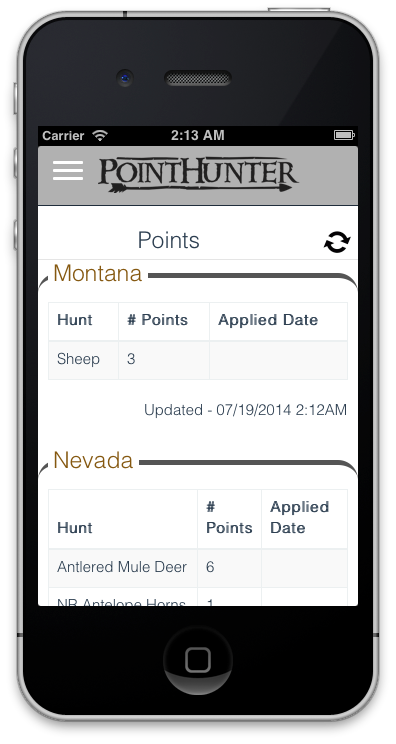 Carrier 2:13 AM
POINTHUNTER
Points
Montana
Hunt # Points Applied Date
Sheep 3
Updated - 07/19/2014 2:12AM
Nevada
Hunt # Points Applied Date
Antlered Mule Deer 6
NR Antelope Horns 1